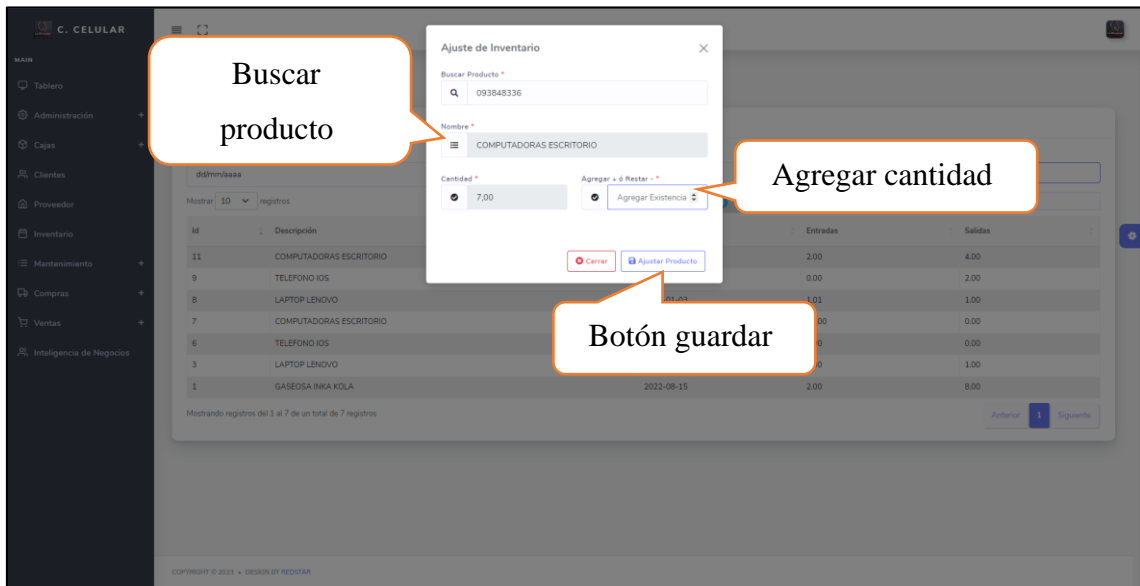 C. CELULAR
MAIN
Tablero
Administración +
Cajas +
Clientes
Proveedor
Inventario
Mantenimiento +
Compras +
Ventas +
Inteligencia de Negocios
Buscar
producto
Ajuste de Inventario
Buscar Producto *
093848336
Nombre *
COMPUTADORAS ESCRITORIO
Cantidad *
7,00
Agregar + ó Restar - *
Agregar Existencia
Cerrar
Ajustar Producto
Agregar cantidad
Botón guardar
dd/mm/aaaa
Mostrar 10 registros
Id Descripción Entradas Salidas
11 COMPUTADORAS ESCRITORIO 2.00 4.00
9 TELEFONO IOS 0.00 2.00
8 LAPTOP LENOVO 1.00
7 COMPUTADORAS ESCRITORIO 0.00
6 TELEFONO IOS 0.00
3 LAPTOP LENOVO 1.00
1 GASEOSA INKA KOLA 2022-08-15 2.00 8.00
Mostrando registros del 1 al 7 de un total de 7 registros
Anterior 1 Siguiente
COPYRIGHT © 2023 • DESIGN BY REDSTAR